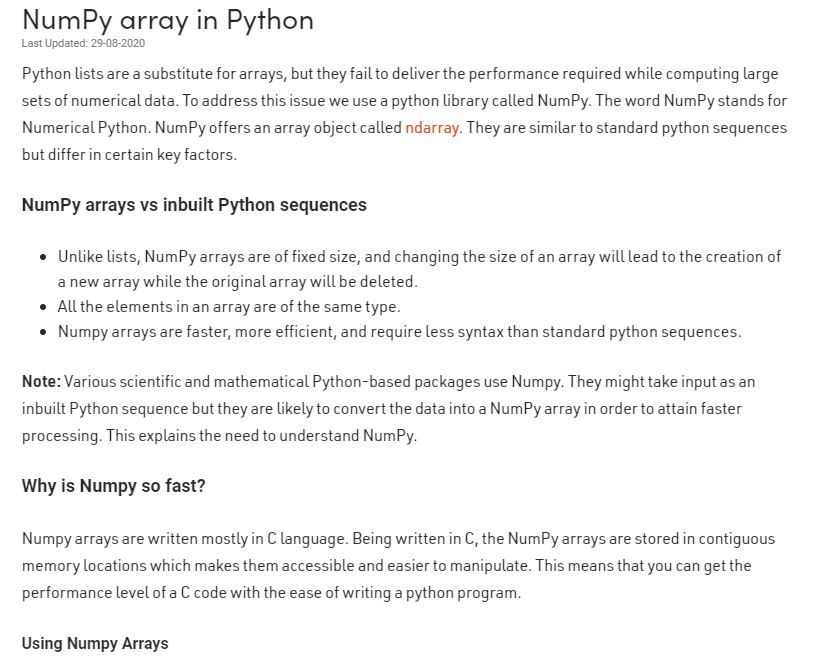 NumPy array in Python
Last Updated: 29-08-2020
Python lists are a substitute for arrays, but they fail to deliver the performance required while computing large
sets of numerical data. To address this issue we use a python library called NumPy. The word NumPy stands for
Numerical Python. NumPy offers an array object called ndarray. They are similar to standard python sequences
but differ in certain key factors.
NumPy arrays vs inbuilt Python sequences
• Unlike lists, NumPy arrays are of fixed size, and changing the size of an array will lead to the creation of
a new array while the original array will be deleted.
• All the elements in an array are of the same type.
• Numpy arrays are faster, more efficient, and require less syntax than standard python sequences.
Note: Various scientific and mathematical Python-based packages use Numpy. They might take input as an
inbuilt Python sequence but they are likely to convert the data into a NumPy array in order to attain faster
processing. This explains the need to understand NumPy.
Why is Numpy so fast?
Numpy arrays are written mostly in C language. Being written in C, the NumPy arrays are stored in contiguous
memory locations which makes them accessible and easier to manipulate. This means that you can get the
performance level of a C code with the ease of writing a python program.
Using Numpy Arrays